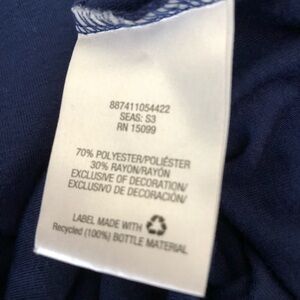 887411054422
SEAS: S3
RN 15099
70% POLYESTER/POLIÉSTER
30% RAYON/RAYÓN
EXCLUSIVE OF DECORATION/
EXCLUSIVO DE DECORACIÓN
LABEL MADE WITH
Recycled (100%) BOTTLE MATERIAL